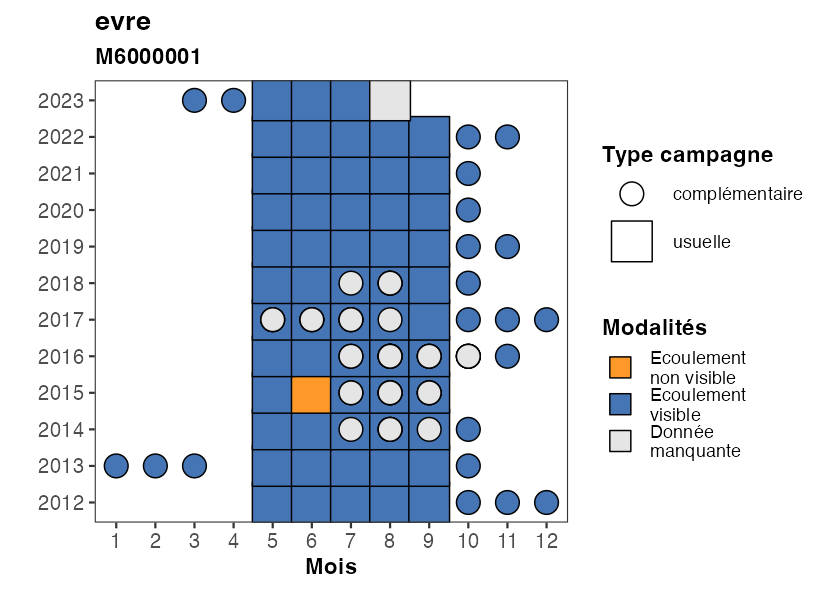 evre
M6000001
2023
2022
2021
2020
2019
2018
2017
2016
2015
2014
2013
2012
1 2 3 4 5 6 7 8 9 10 11 12
Mois
Type campagne
complémentaire
usuelle
Modalités
Ecoulement
non visible
Ecoulement
visible
Donnée
manquante